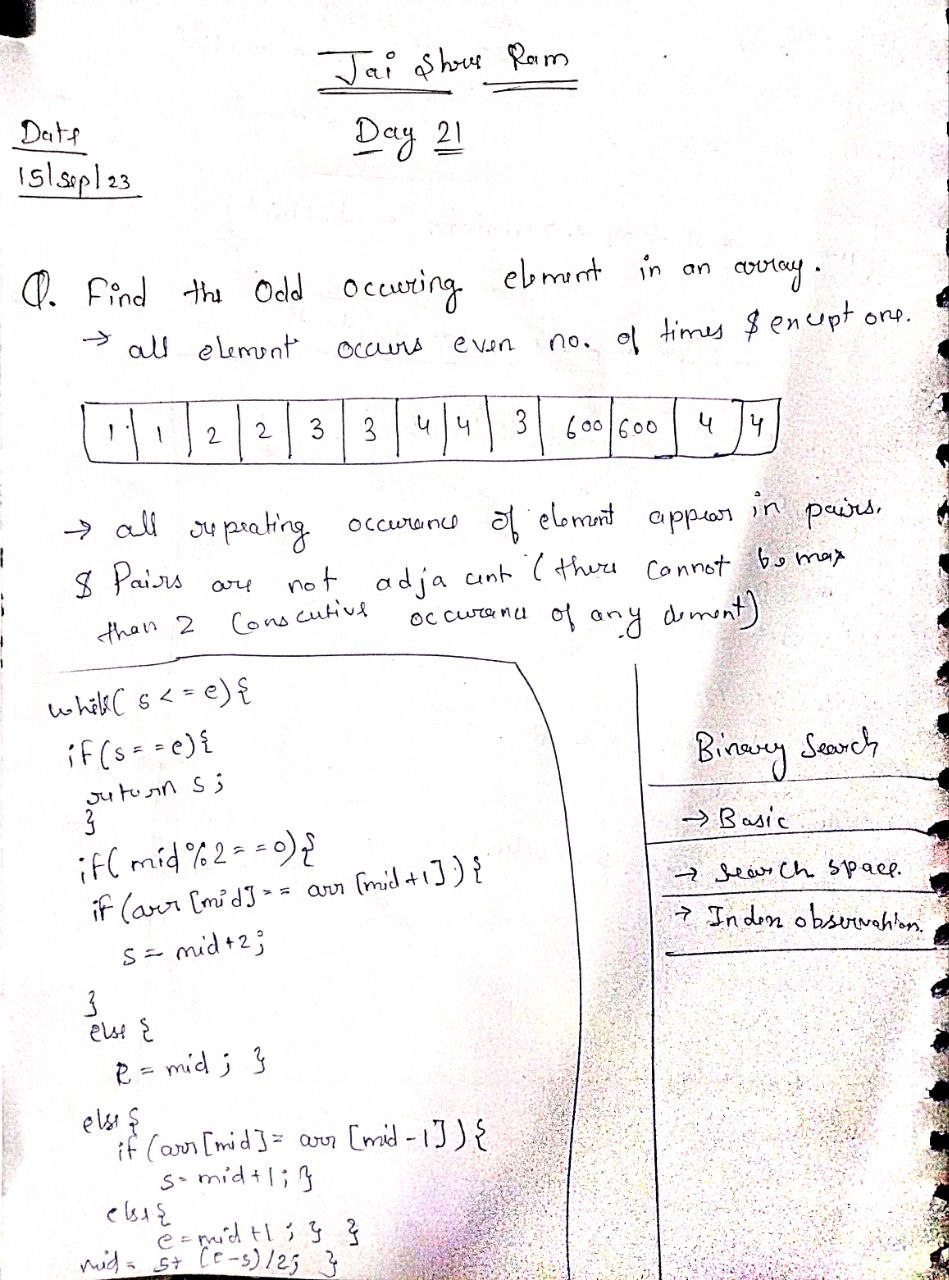 Jai Shree Ram
Day 21
Date
15|sep|23
Q. Find the Odd occuring element in an array.
→ all element occurs even no. of times & except one.
1 1 2 2 3 3 4 4 3 600 600 4 4
→ all repeating occurance of element appear in pairs.
& Pairs are not adjacent (there cannot be max
than 2 Conscutive occurance of any element)
while( s <= e) {
if(s == e) {
return s;
}
if( mid%2 == 0) {
if (arr [mid] == arr [mid+1]) {
s = mid+2;
}
else {
e = mid ; }
else {
if (arr[mid] = arr [mid-1]) {
s = mid+1; }
else {
e = mid +1 ; } }
mid = s+ (e-s)/2; }
Binary Search
→ Basic
→ Search space.
→ Index observation.